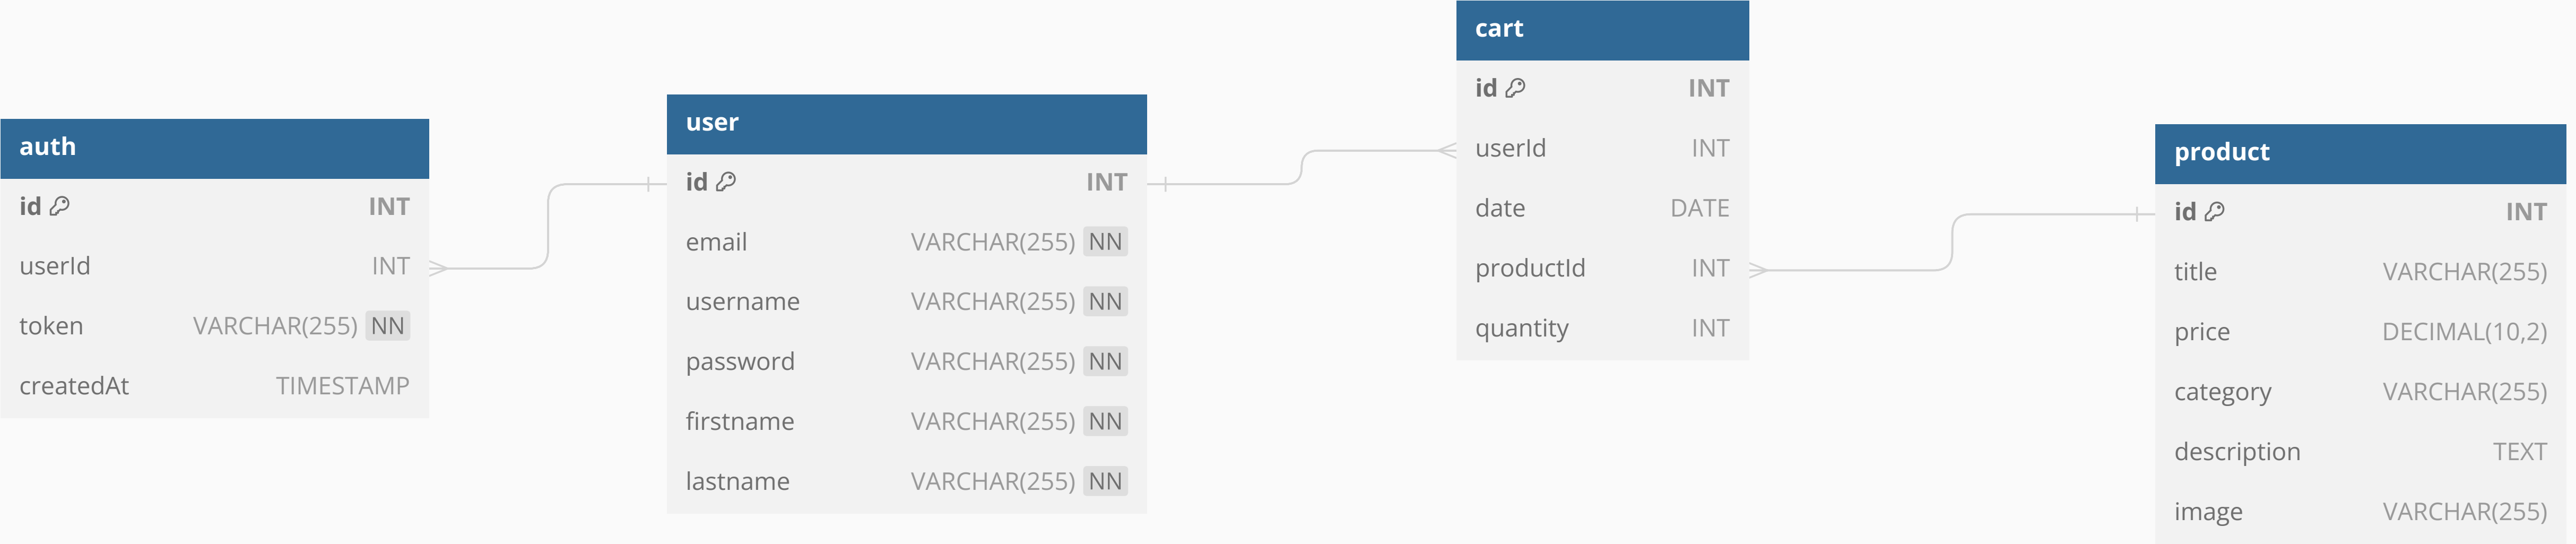 auth
id INT
userId INT
token VARCHAR(255) NN
createdAt TIMESTAMP
user
id INT
email VARCHAR(255) NN
username VARCHAR(255) NN
password VARCHAR(255) NN
firstname VARCHAR(255) NN
lastname VARCHAR(255) NN
cart
id INT
userId INT
date DATE
productId INT
quantity INT
product
id INT
title VARCHAR(255)
price DECIMAL(10,2)
category VARCHAR(255)
description TEXT
image VARCHAR(255)